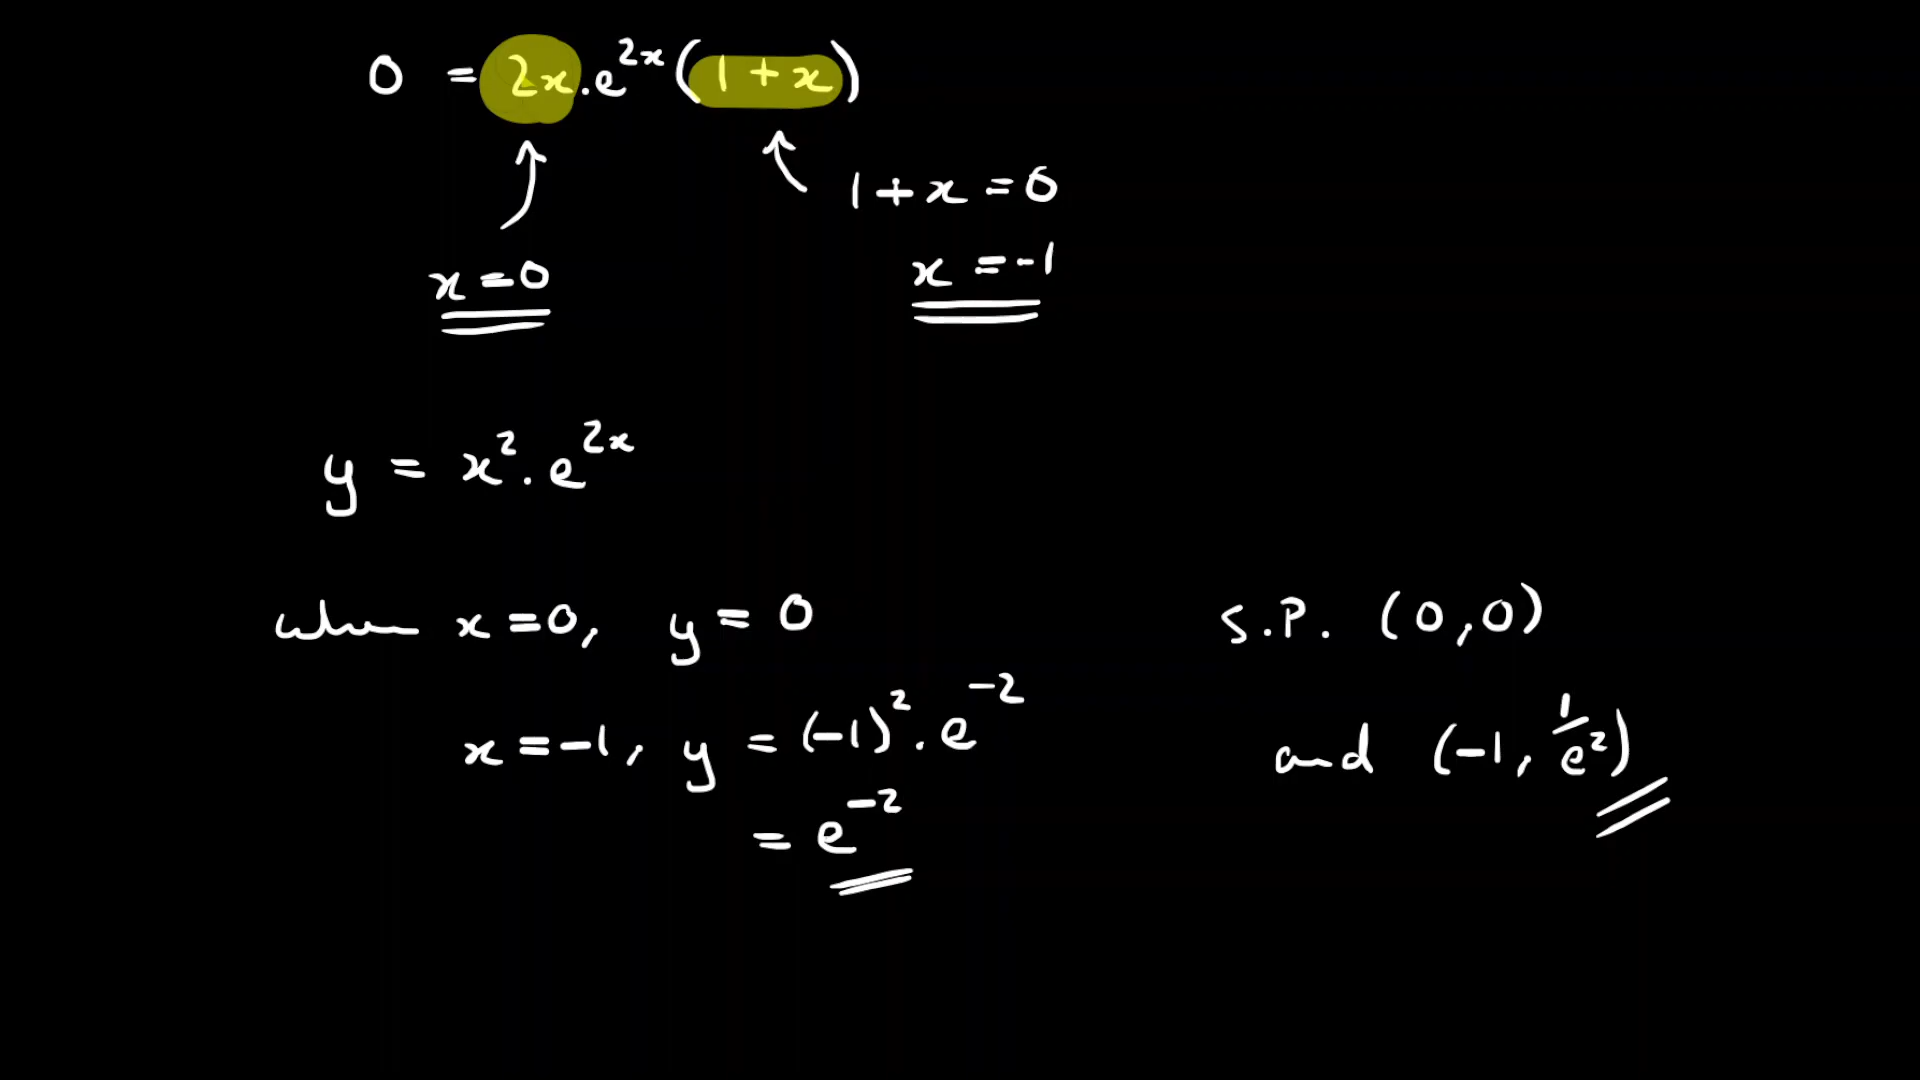 0 = 2x.e^{2x}(1+x)
1+x=0
x=0
x=-1
y = x².e^{2x}
when x=0, y=0
S.P. (0,0)
x=-1, y=(-1)².e^{-2}
and (-1, 1/e²)
= e^{-2}